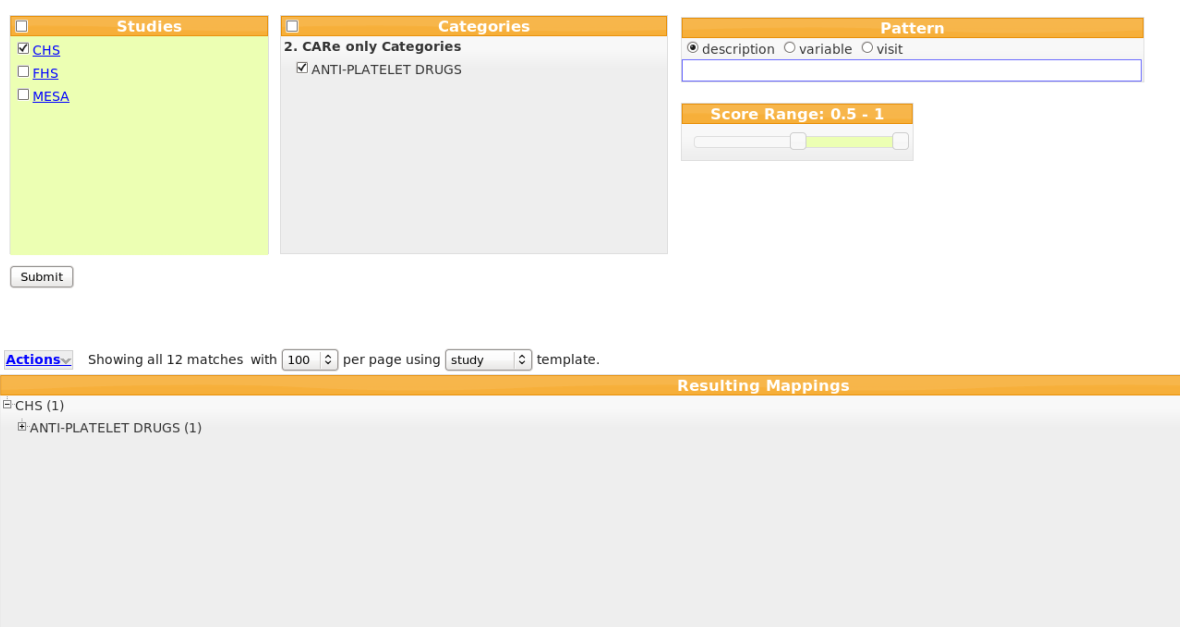 Studies
CHS
FHS
MESA
Submit
Categories
2. CARe only Categories
ANTI-PLATELET DRUGS
Pattern
description variable visit
Score Range: 0.5 - 1
Actions Showing all 12 matches with 100 per page using study template.
Resulting Mappings
CHS (1)
ANTI-PLATELET DRUGS (1)